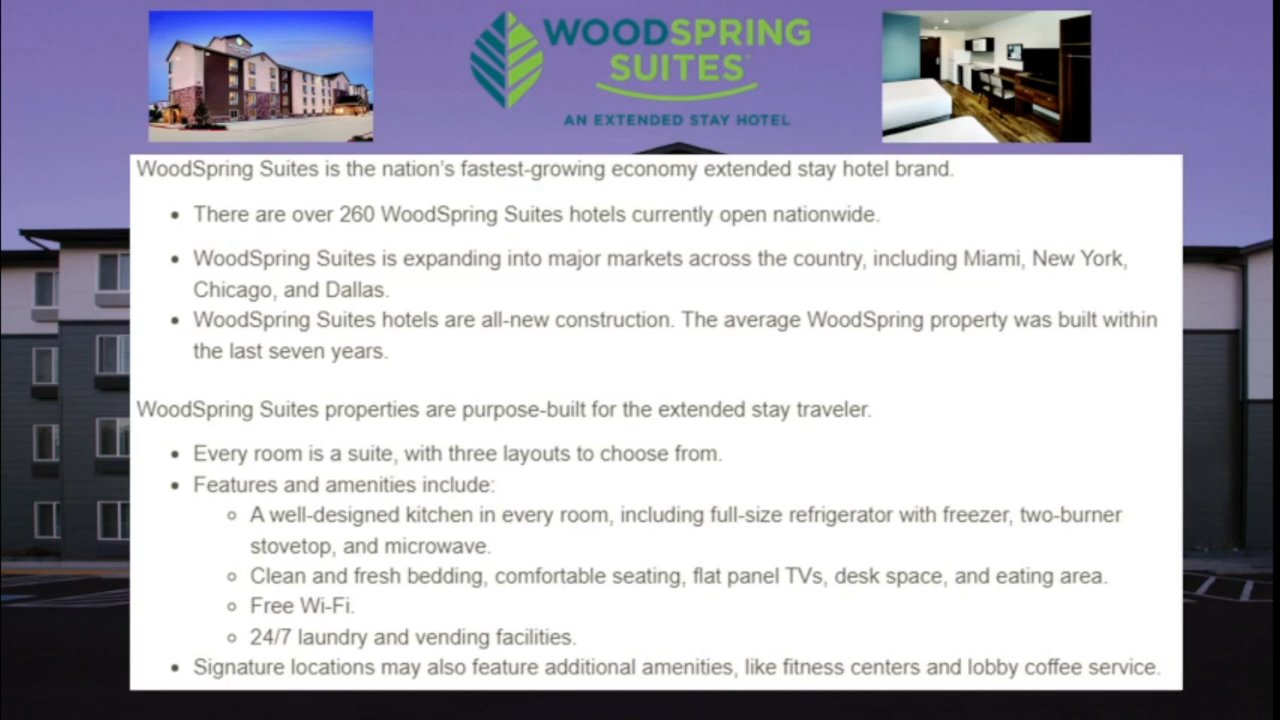 WOODSPRING
SUITES
AN EXTENDED STAY HOTEL
WoodSpring Suites is the nation’s fastest-growing economy extended stay hotel brand.
• There are over 260 WoodSpring Suites hotels currently open nationwide.
• WoodSpring Suites is expanding into major markets across the country, including Miami, New York,
Chicago, and Dallas.
• WoodSpring Suites hotels are all-new construction. The average WoodSpring property was built within
the last seven years.
WoodSpring Suites properties are purpose-built for the extended stay traveler.
• Every room is a suite, with three layouts to choose from.
• Features and amenities include:
◦ A well-designed kitchen in every room, including full-size refrigerator with freezer, two-burner
stovetop, and microwave.
◦ Clean and fresh bedding, comfortable seating, flat panel TVs, desk space, and eating area.
◦ Free Wi-Fi.
◦ 24/7 laundry and vending facilities.
• Signature locations may also feature additional amenities, like fitness centers and lobby coffee service.